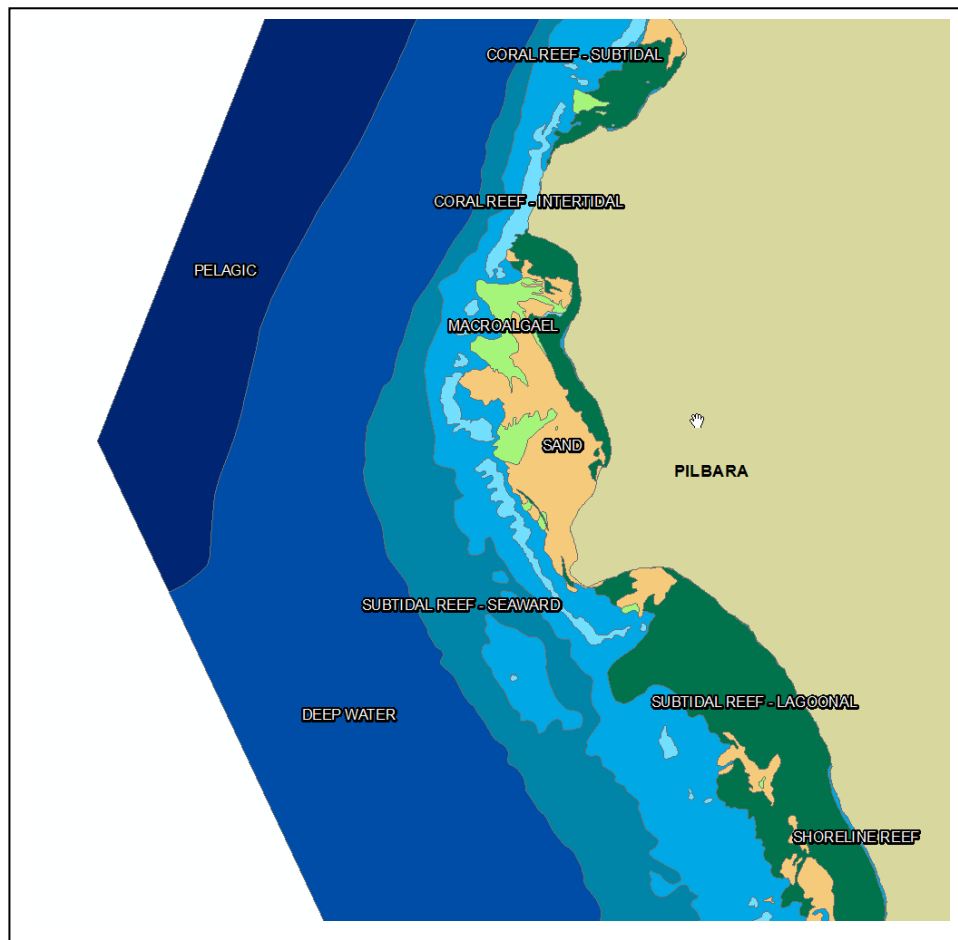 CORAL REEF - SUBTIDAL
CORAL REEF - INTERTIDAL
PELAGIC
MACROALGAEL
SAND
PILBARA
SUBTIDAL REEF - SEAWARD
SUBTIDAL REEF - LAGOONAL
DEEP WATER
SHORELINE REEF